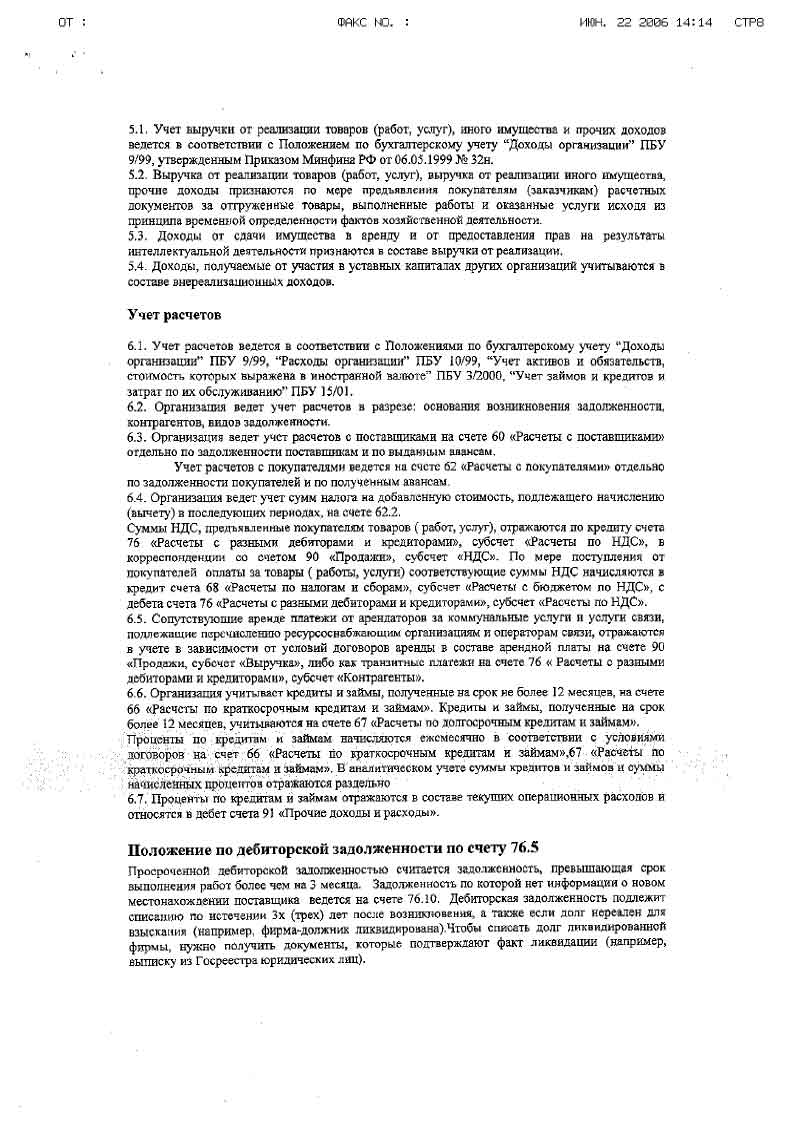 ОТ : ФАКС NO. : ИЮН. 22 2006 14:14 СТР8
5.1. Учет выручки от реализации товаров (работ, услуг), иного имущества и прочих доходов
ведется в соответствии с Положением по бухгалтерскому учету “Доходы организации” ПБУ
9/99, утвержденным Приказом Минфина РФ от 06.05.1999 № 32н.
5.2. Выручка от реализации товаров (работ, услуг), выручка от реализации иного имущества,
прочие доходы признаются по мере предъявления покупателям (заказчикам) расчетных
документов за отгруженные товары, выполненные работы и оказанные услуги исходя из
принципа временной определенности фактов хозяйственной деятельности.
5.3. Доходы от сдачи имущества в аренду и от предоставления прав на результаты
интеллектуальной деятельности признаются в составе выручки от реализации.
5.4. Доходы, получаемые от участия в уставных капиталах других организаций учитываются в
составе внереализационных доходов.
Учет расчетов
6.1. Учет расчетов ведется в соответствии с Положениями по бухгалтерскому учету “Доходы
организации” ПБУ 9/99, “Расходы организации” ПБУ 10/99, “Учет активов и обязательств,
стоимость которых выражена в иностранной валюте” ПБУ 3/2000, “Учет займов и кредитов и
затрат по их обслуживанию” ПБУ 15/01.
6.2. Организация ведет учет расчетов в разрезе: основания возникновения задолженности,
контрагентов, видов задолженности.
6.3. Организация ведет учет расчетов с поставщиками на счете 60 «Расчеты с поставщиками»
отдельно по задолженности поставщикам и по выданным авансам.
Учет расчетов с покупателями ведется на счете 62 «Расчеты с покупателями» отдельно
по задолженности покупателей и по полученным авансам.
6.4. Организация ведет учет сумм налога на добавленную стоимость, подлежащего начислению
(вычету) в последующих периодах, на счете 62.2.
Суммы НДС, предъявленные покупателям товаров ( работ, услуг), отражаются по кредиту счета
76 «Расчеты с разными дебиторами и кредиторами», субсчет «Расчеты по НДС», в
корреспонденции со счетом 90 «Продажи», субсчет «НДС». По мере поступления от
покупателей оплаты за товары ( работы, услуги) соответствующие суммы НДС начисляются в
кредит счета 68 «Расчеты по налогам и сборам», субсчет «Расчеты с бюджетом по НДС», с
дебета счета 76 «Расчеты с разными дебиторами и кредиторами», субсчет «Расчеты по НДС».
6.5. Сопутствующие аренде платежи от арендаторов за коммунальные услуги и услуги связи,
подлежащие перечислению ресурсоснабжающим организациям и операторам связи, отражаются
в учете в зависимости от условий договоров аренды в составе арендной платы на счете 90
«Продажи, субсчет «Выручка», либо как транзитные платежи на счете 76 « Расчеты с разными
дебиторами и кредиторами», субсчет «Контрагенты».
6.6. Организация учитывает кредиты и займы, полученные на срок не более 12 месяцев, на счете
66 «Расчеты по краткосрочным кредитам и займам». Кредиты и займы, полученные на срок
более 12 месяцев, учитываются на счете 67 «Расчеты по долгосрочным кредитам и займам».
Проценты по кредитам и займам начисляются ежемесячно в соответствии с условиями
договоров на счет 66 «Расчеты по краткосрочным кредитам и займам»,67 «Расчеты по
краткосрочным кредитам и займам». В аналитическом учете суммы кредитов и займов и суммы
начисленных процентов отражаются раздельно
6.7. Проценты по кредитам и займам отражаются в составе текущих операционных расходов и
относятся в дебет счета 91 «Прочие доходы и расходы».
Положение по дебиторской задолженности по счету 76.5
Просроченной дебиторской задолженностью считается задолженность, превышающая срок
выполнения работ более чем на 3 месяца. Задолженность по которой нет информации о новом
местонахождении поставщика ведется на счете 76.10. Дебиторская задолженность подлежит
списанию по истечении 3х (трех) лет после возникновения, а также если долг нереален для
взыскания (например, фирма-должник ликвидирована).Чтобы списать долг ликвидированной
фирмы, нужно получить документы, которые подтверждают факт ликвидации (например,
выписку из Госреестра юридических лиц).